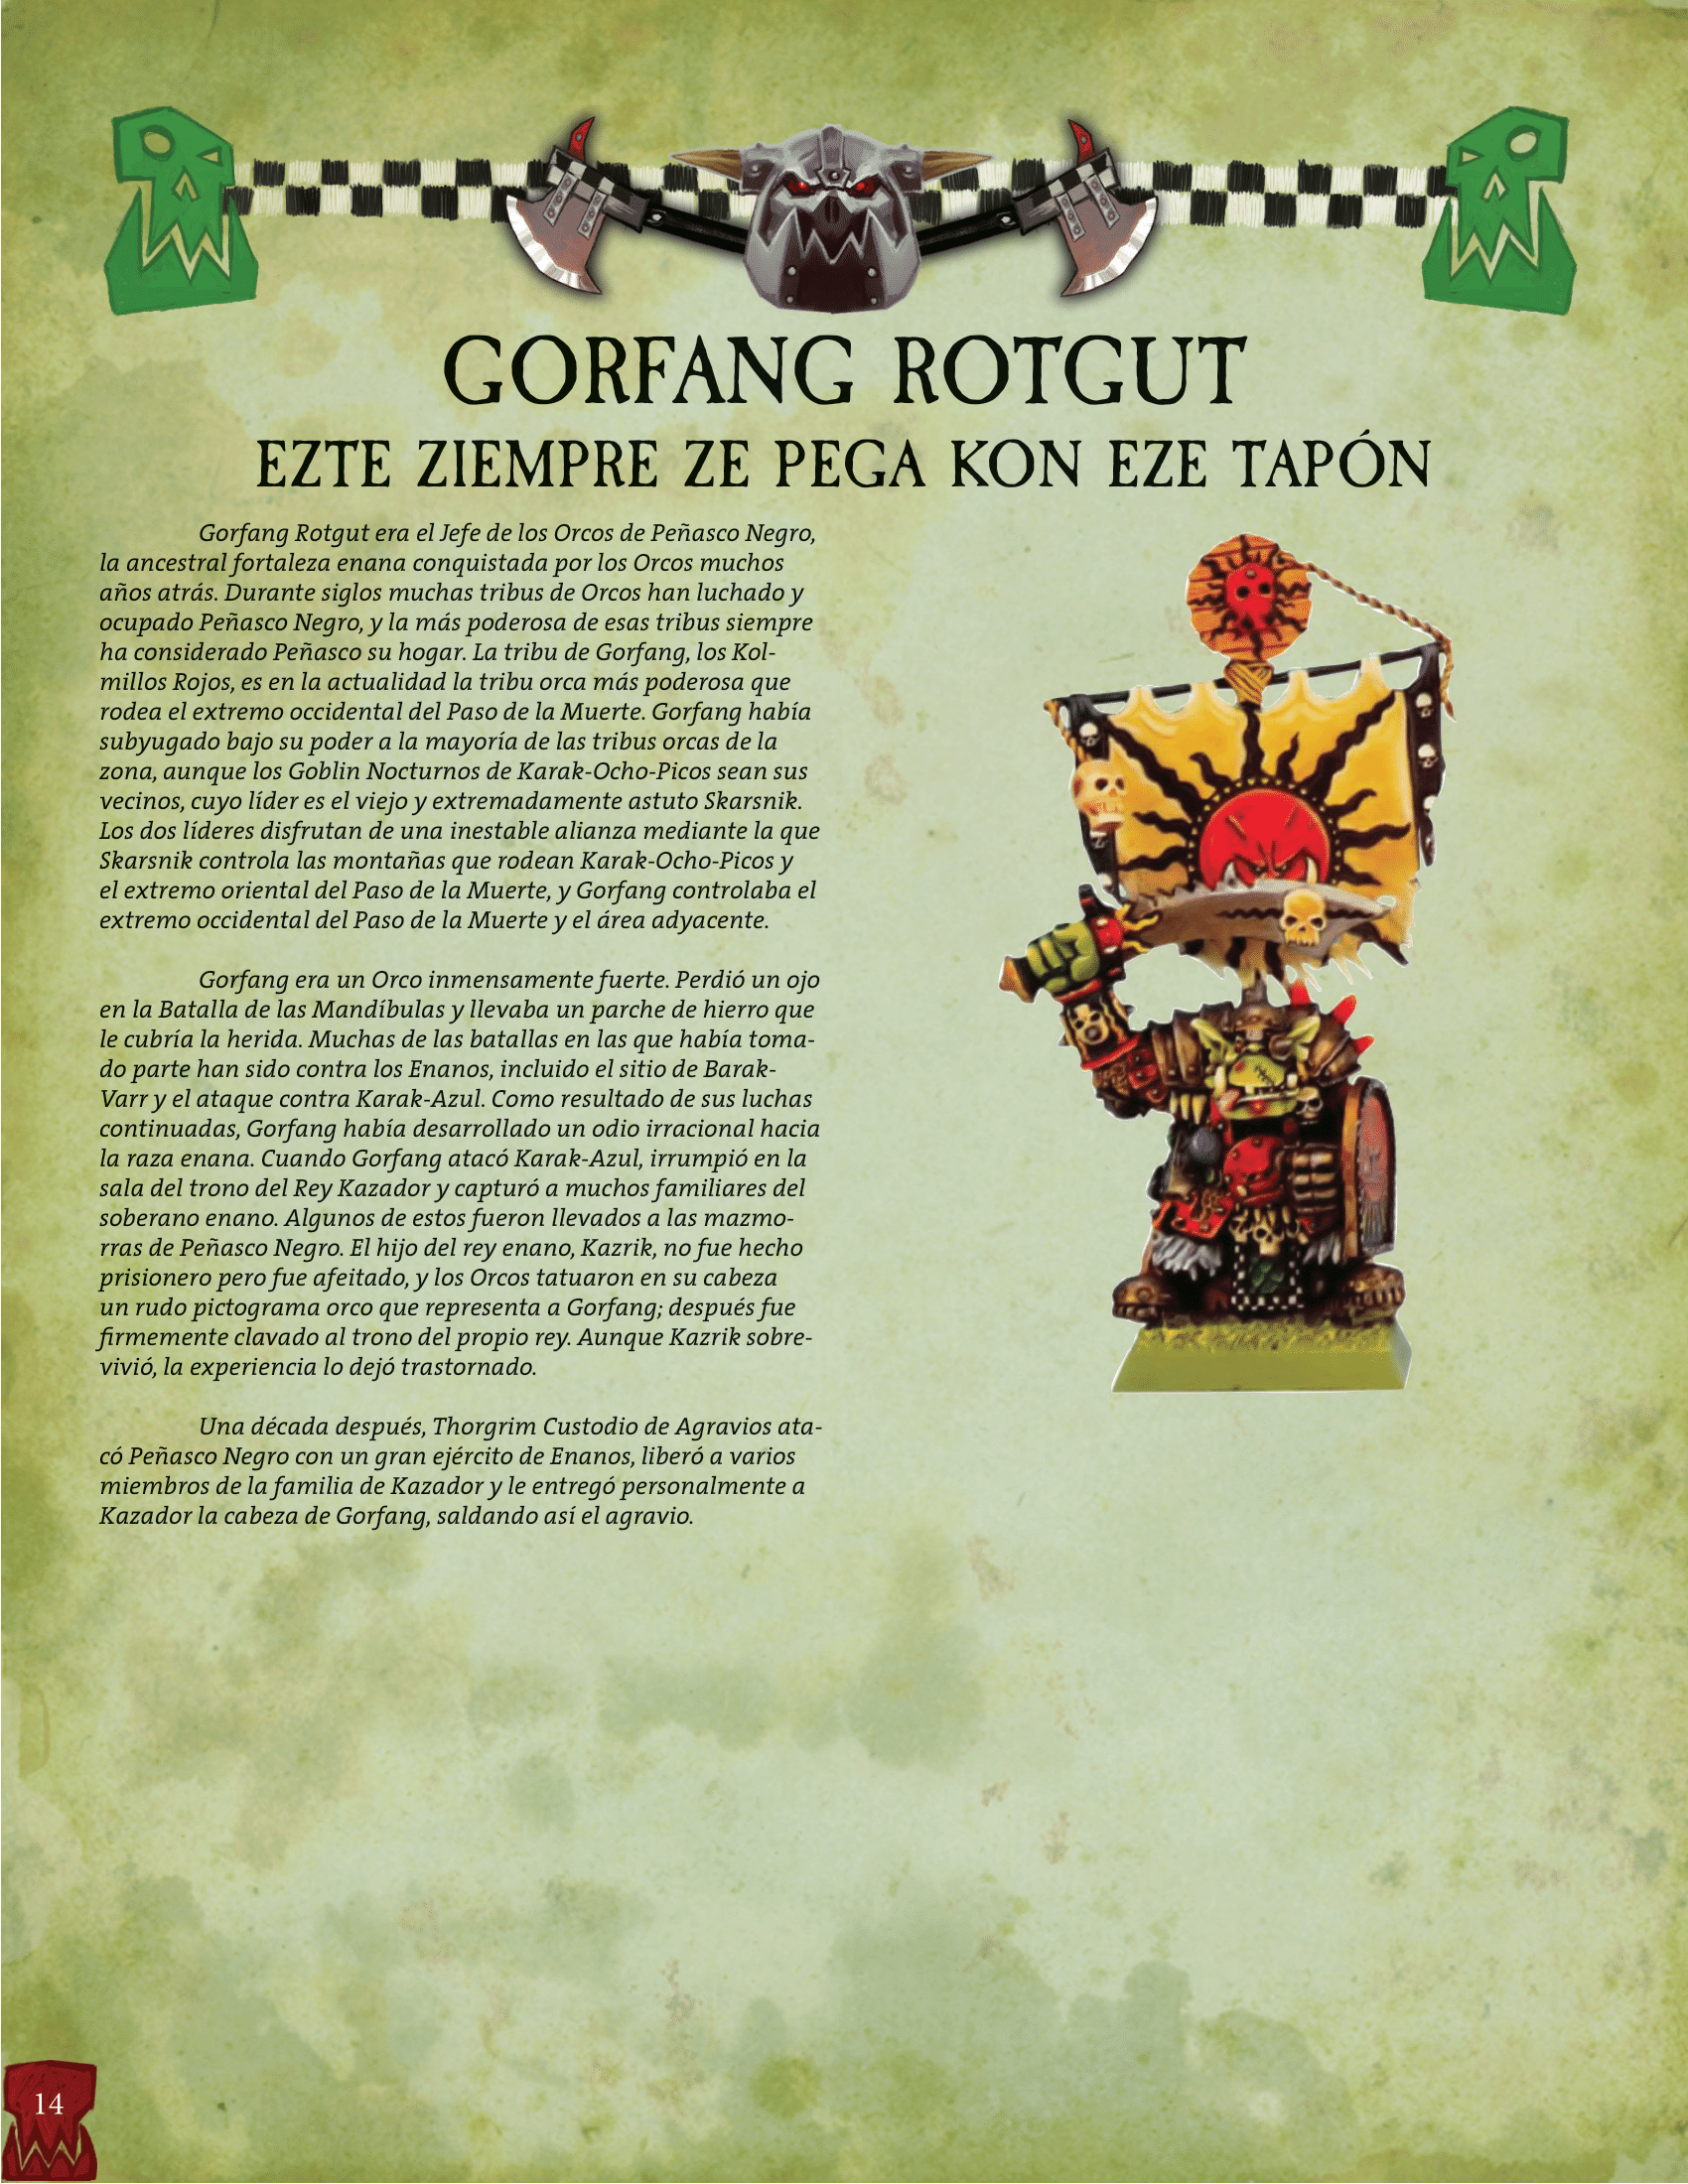 GORFANG ROTGUT
EZTE ZIEMPRE ZE PEGA KON EZE TAPÓN
Gorfang Rotgut era el Jefe de los Orcos de Peñasco Negro,
la ancestral fortaleza enana conquistada por los Orcos muchos
años atrás. Durante siglos muchas tribus de Orcos han luchado y
ocupado Peñasco Negro, y la más poderosa de esas tribus siempre
ha considerado Peñasco su hogar. La tribu de Gorfang, los Kol-
millos Rojos, es en la actualidad la tribu orca más poderosa que
rodea el extremo occidental del Paso de la Muerte. Gorfang había
subyugado bajo su poder a la mayoría de las tribus orcas de la
zona, aunque los Goblin Nocturnos de Karak-Ocho-Picos sean sus
vecinos, cuyo líder es el viejo y extremadamente astuto Skarsnik.
Los dos líderes disfrutan de una inestable alianza mediante la que
Skarsnik controla las montañas que rodean Karak-Ocho-Picos y
el extremo oriental del Paso de la Muerte, y Gorfang controlaba el
extremo occidental del Paso de la Muerte y el área adyacente.
Gorfang era un Orco inmensamente fuerte. Perdió un ojo
en la Batalla de las Mandíbulas y llevaba un parche de hierro que
le cubría la herida. Muchas de las batallas en las que había toma-
do parte han sido contra los Enanos, incluido el sitio de Barak-
Varr y el ataque contra Karak-Azul. Como resultado de sus luchas
continuadas, Gorfang había desarrollado un odio irracional hacia
la raza enana. Cuando Gorfang atacó Karak-Azul, irrumpió en la
sala del trono del Rey Kazador y capturó a muchos familiares del
soberano enano. Algunos de estos fueron llevados a las mazmo-
rras de Peñasco Negro. El hijo del rey enano, Kazrik, no fue hecho
prisionero pero fue afeitado, y los Orcos tatuaron en su cabeza
un rudo pictograma orco que representa a Gorfang; después fue
firmemente clavado al trono del propio rey. Aunque Kazrik sobre-
vivió, la experiencia lo dejó trastornado.
Una década después, Thorgrim Custodio de Agravios ata-
có Peñasco Negro con un gran ejército de Enanos, liberó a varios
miembros de la familia de Kazador y le entregó personalmente a
Kazador la cabeza de Gorfang, saldando así el agravio.
14